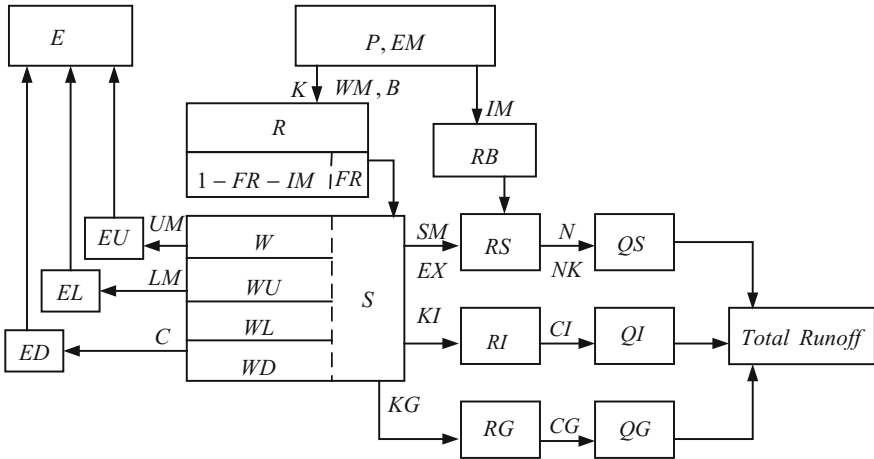 E
P, EM
K WM, B
IM
R
RB
1 – FR – IM FR
UM
EU
W
SM
EX
RS
N
NK
QS
LM
EL
WU
S
KI
RI
CI
QI
Total Runoff
C
ED
WL
WD
KG
RG
CG
QG